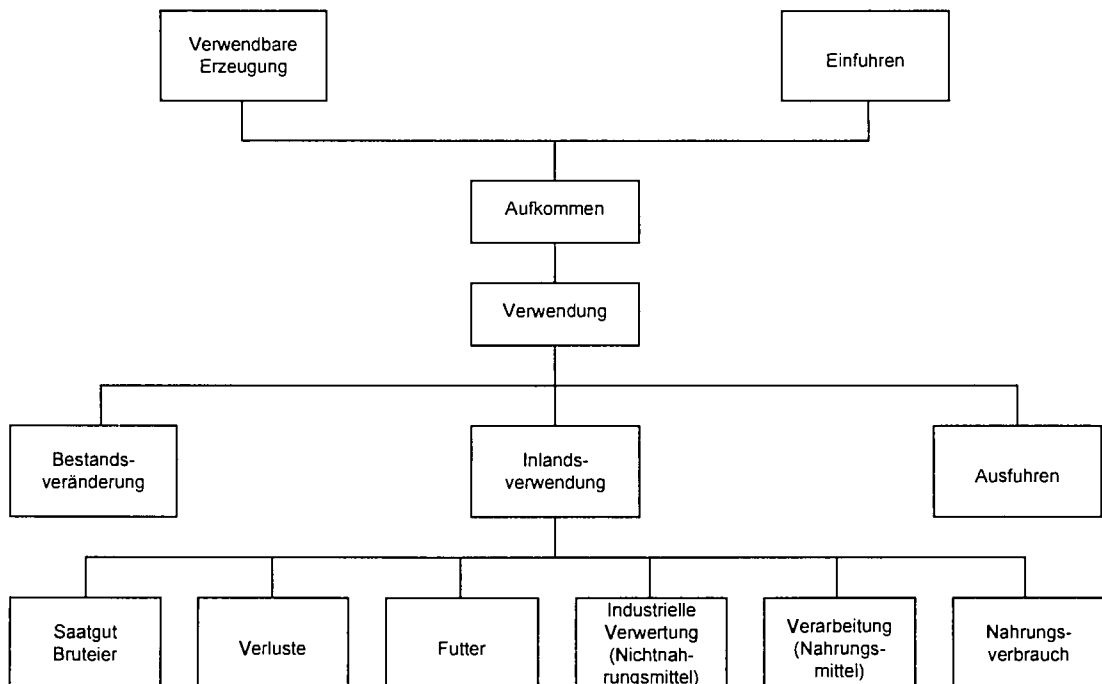 Verwendbare
Erzeugung
Einfuhren
Aufkommen
Verwendung
Bestands-
veränderung
Inlands-
verwendung
Ausfuhren
Saatgut
Bruteier
Verluste
Futter
Industrielle
Verwertung
(Nichtnah-
rungsmittel)
Verarbeitung
(Nahrungs-
mittel)
Nahrungs-
verbrauch